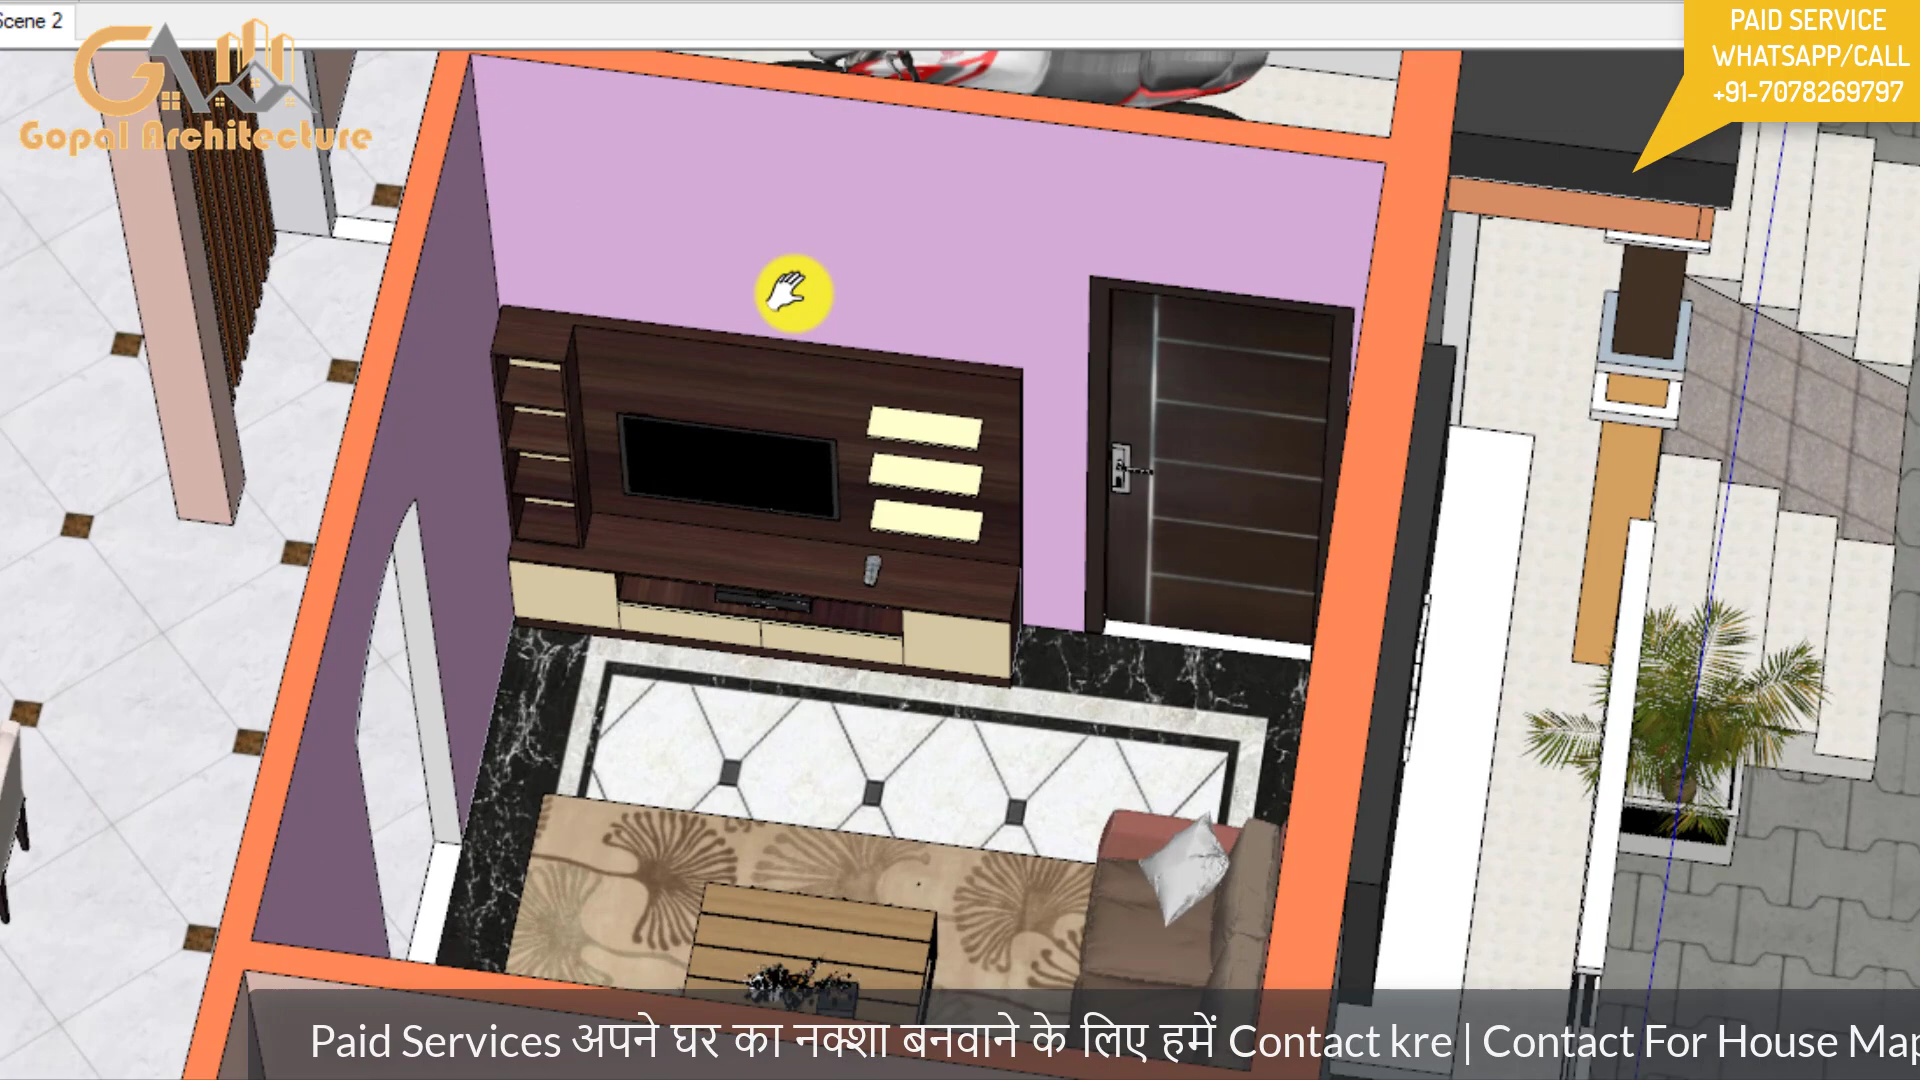 Scene 2
Gopal Architecture
PAID SERVICE
WHATSAPP/CALL
+91-7078269797
Paid Services अपने घर का नक्शा बनवाने के लिए हमें Contact kre | Contact For House Map